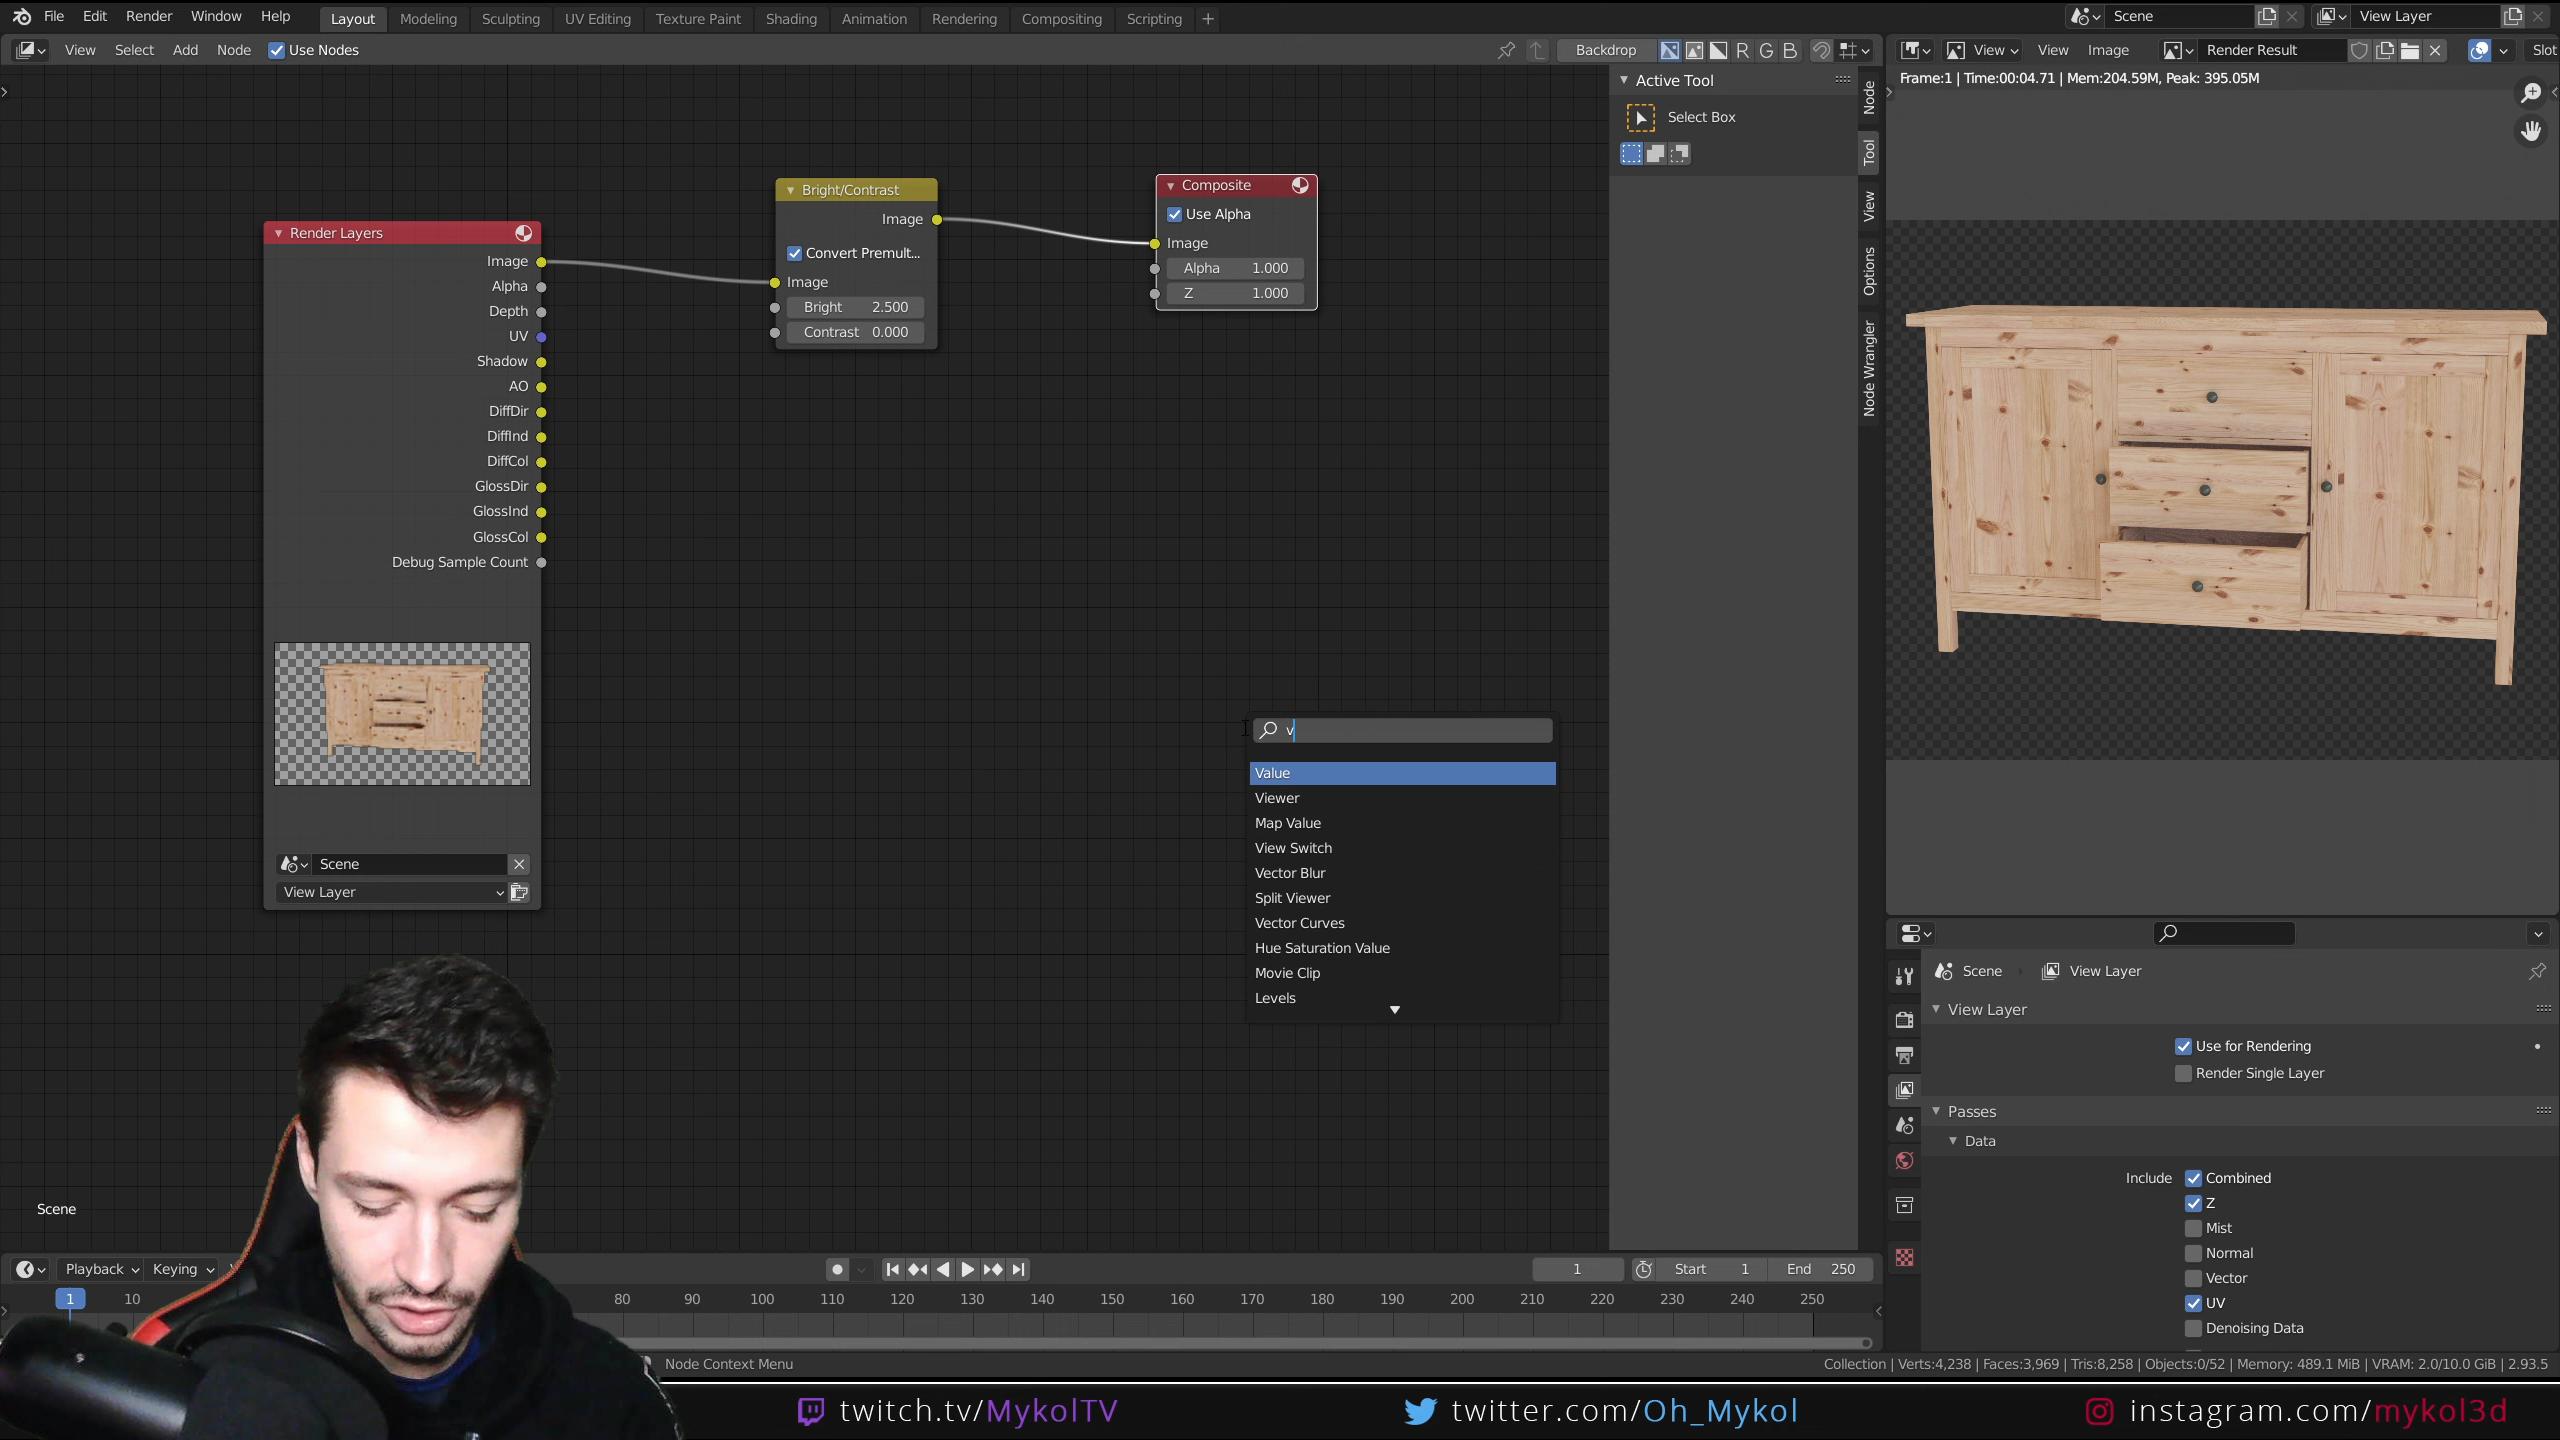 File Edit Render Window Help Layout Modeling Sculpting UV Editing Texture Paint Shading Animation Rendering Compositing Scripting + Scene View Layer
View Select Add Node Use Nodes Backdrop R G B View View Image Render Result Slot
Active Tool
Select Box
Node
Tool
View
Options
Node Wrangler
Frame:1 | Time:00:04.71 | Mem:204.59M, Peak: 395.05M
Render Layers
Image
Alpha
Depth
UV
Shadow
AO
DiffDir
DiffInd
DiffCol
GlossDir
GlossInd
GlossCol
Debug Sample Count
Scene
View Layer
Bright/Contrast
Image
Convert Premult...
Image
Bright 2.500
Contrast 0.000
Composite
Use Alpha
Image
Alpha 1.000
Z 1.000
v
Value
Viewer
Map Value
View Switch
Vector Blur
Split Viewer
Vector Curves
Hue Saturation Value
Movie Clip
Levels
Scene View Layer
View Layer
Use for Rendering
Render Single Layer
Passes
Data
Include Combined
Z
Mist
Normal
Vector
UV
Denoising Data
Scene
Playback Keying 1 Start 1 End 250
1 10 80 90 100 110 120 130 140 150 160 170 180 190 200 210 220 230 240 250
Node Context Menu
Collection | Verts:4,238 | Faces:3,969 | Tris:8,258 | Objects:0/52 | Memory: 489.1 MiB | VRAM: 2.0/10.0 GiB | 2.93.5
twitch.tv/MykolTV twitter.com/Oh_Mykol instagram.com/mykol3d